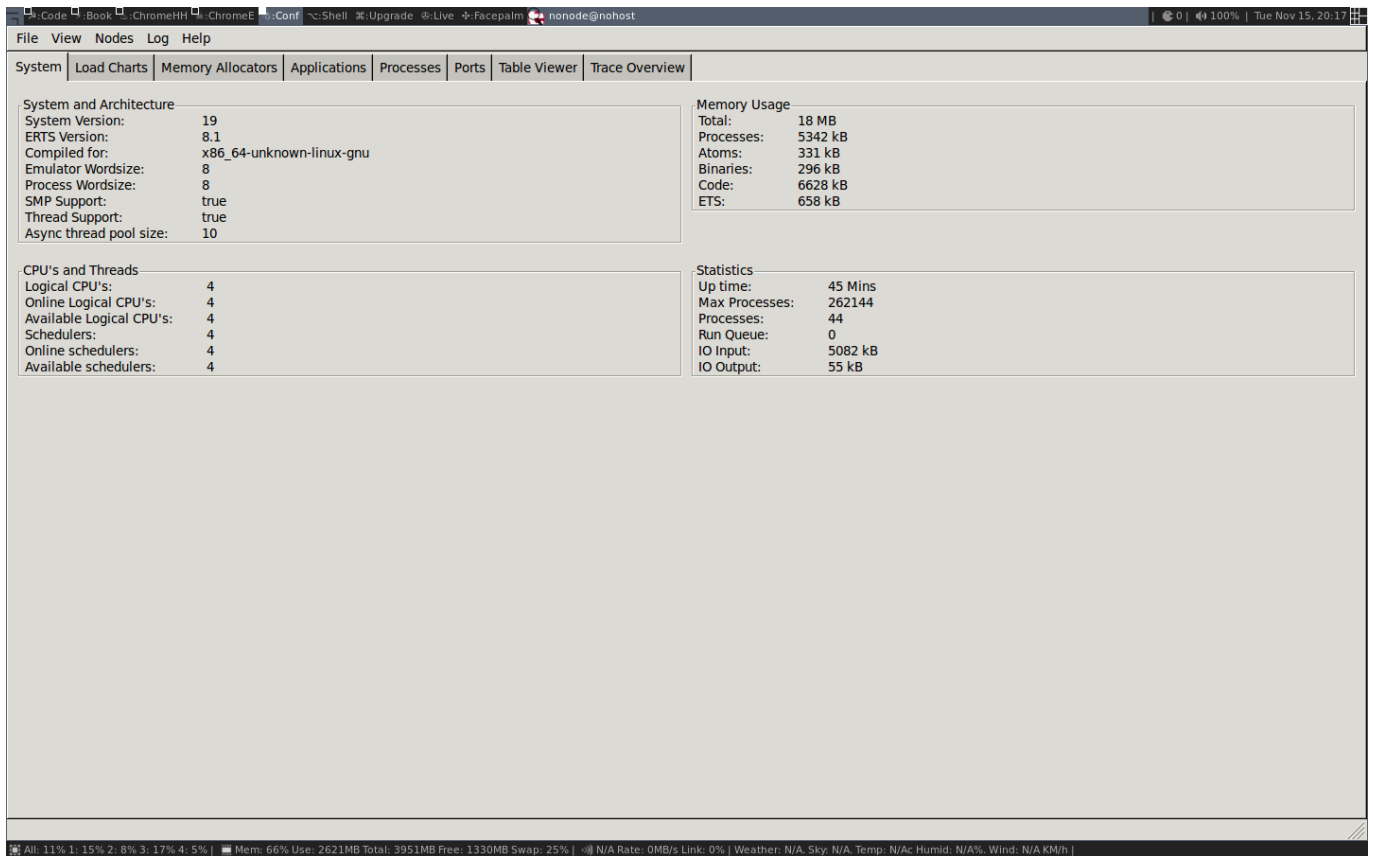 :Code :Book :ChromeHH :ChromeE :Conf ⌥:Shell ⌘:Upgrade :Live :Facepalm nonode@nohost | 0 | 100% | Tue Nov 15, 20:17
File View Nodes Log Help
System Load Charts Memory Allocators Applications Processes Ports Table Viewer Trace Overview
System and Architecture
System Version: 19
ERTS Version: 8.1
Compiled for: x86_64-unknown-linux-gnu
Emulator Wordsize: 8
Process Wordsize: 8
SMP Support: true
Thread Support: true
Async thread pool size: 10
Memory Usage
Total: 18 MB
Processes: 5342 kB
Atoms: 331 kB
Binaries: 296 kB
Code: 6628 kB
ETS: 658 kB
CPU's and Threads
Logical CPU's: 4
Online Logical CPU's: 4
Available Logical CPU's: 4
Schedulers: 4
Online schedulers: 4
Available schedulers: 4
Statistics
Up time: 45 Mins
Max Processes: 262144
Processes: 44
Run Queue: 0
IO Input: 5082 kB
IO Output: 55 kB
All: 11% 1: 15% 2: 8% 3: 17% 4: 5% | Mem: 66% Use: 2621MB Total: 3951MB Free: 1330MB Swap: 25% | N/A Rate: 0MB/s Link: 0% | Weather: N/A. Sky: N/A. Temp: N/Ac Humid: N/A%. Wind: N/A KM/h |